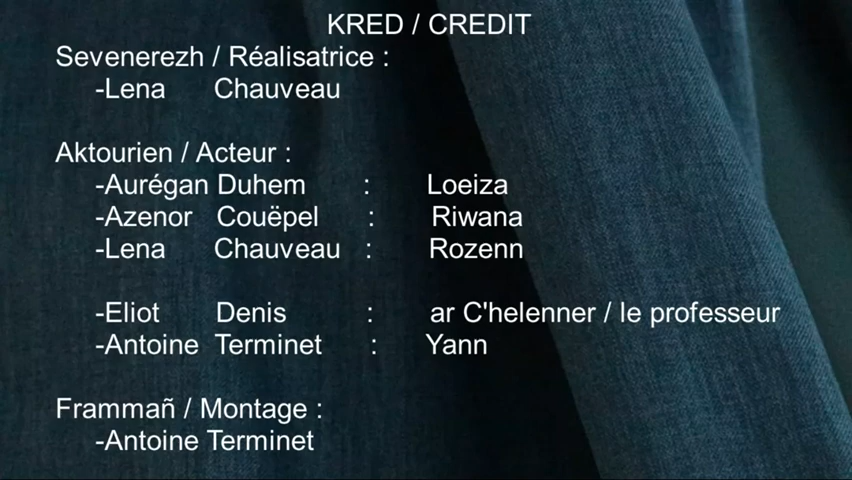 KRED / CREDIT
Sevenerezh / Réalisatrice :
-Lena Chauveau
Aktourien / Acteur :
-Aurégan Duhem : Loeiza
-Azenor Couëpel : Riwana
-Lena Chauveau : Rozenn
-Eliot Denis : ar C'helenner / le professeur
-Antoine Terminet : Yann
Frammañ / Montage :
-Antoine Terminet